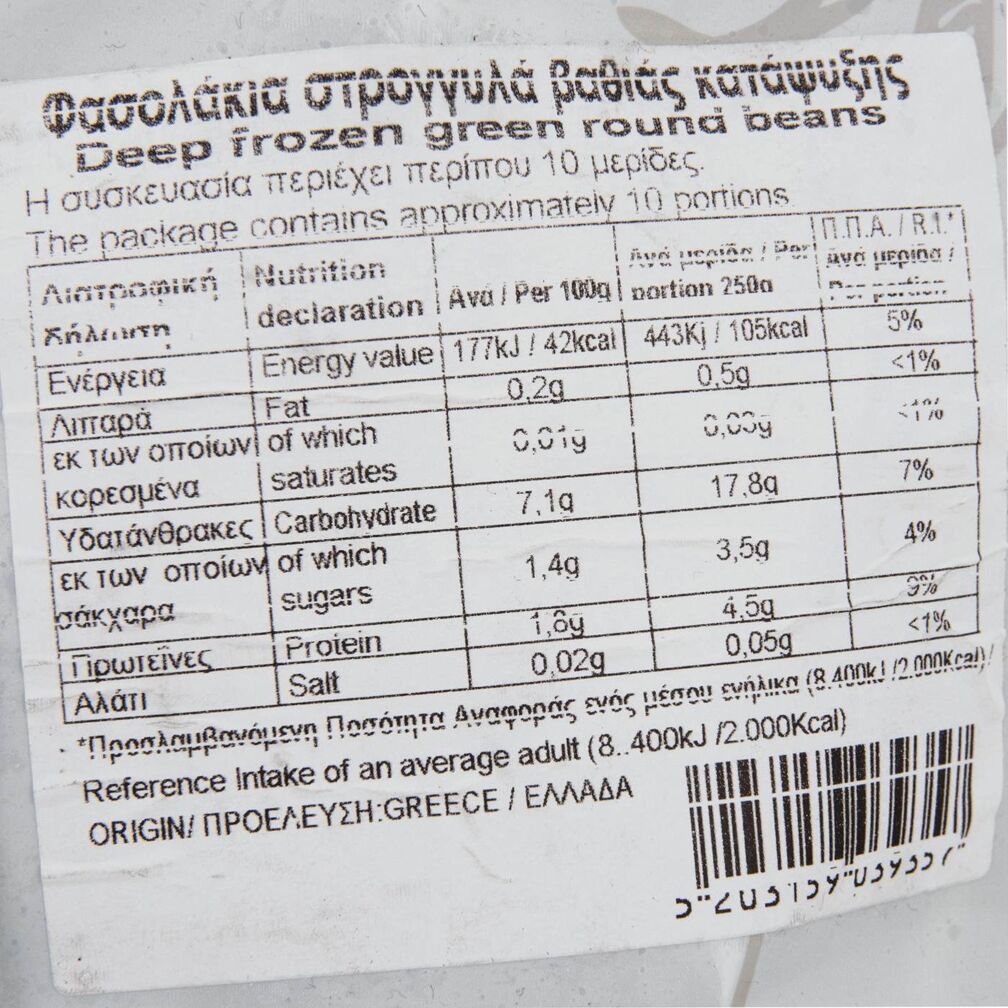 Φασολάκια στρογγυλά βαθιάς κατάψυξης
Deep frozen green round beans
Η συσκευασία περιέχει περίπου 10 μερίδες.
The package contains approximately 10 portions.
Διατροφική δήλωση Nutrition declaration Ανά / Per 100g Ανά μερίδα / Per portion 250g Π.Π.Α. / R.I.* Ανά μερίδα / Per portion
Ενέργεια Energy value 177kJ / 42kcal 443Kj / 105kcal 5%
Λιπαρά Fat 0,2g 0,5g <1%
εκ των οποίων κορεσμένα of which saturates 0,01g 0,03g <1%
Υδατάνθρακες Carbohydrate 7,1g 17,8g 7%
εκ των οποίων σάκχαρα of which sugars 1,4g 3,5g 4%
Πρωτεΐνες Protein 1,8g 4,5g 9%
Αλάτι Salt 0,02g 0,05g <1%
*Προσλαμβανόμενη Ποσότητα Αναφοράς ενός μέσου ενήλικα (8.400kJ /2.000Kcal)/
Reference Intake of an average adult (8..400kJ /2.000Kcal)
ORIGIN/ ΠΡΟΕΛΕΥΣΗ:GREECE / ΕΛΛΑΔΑ